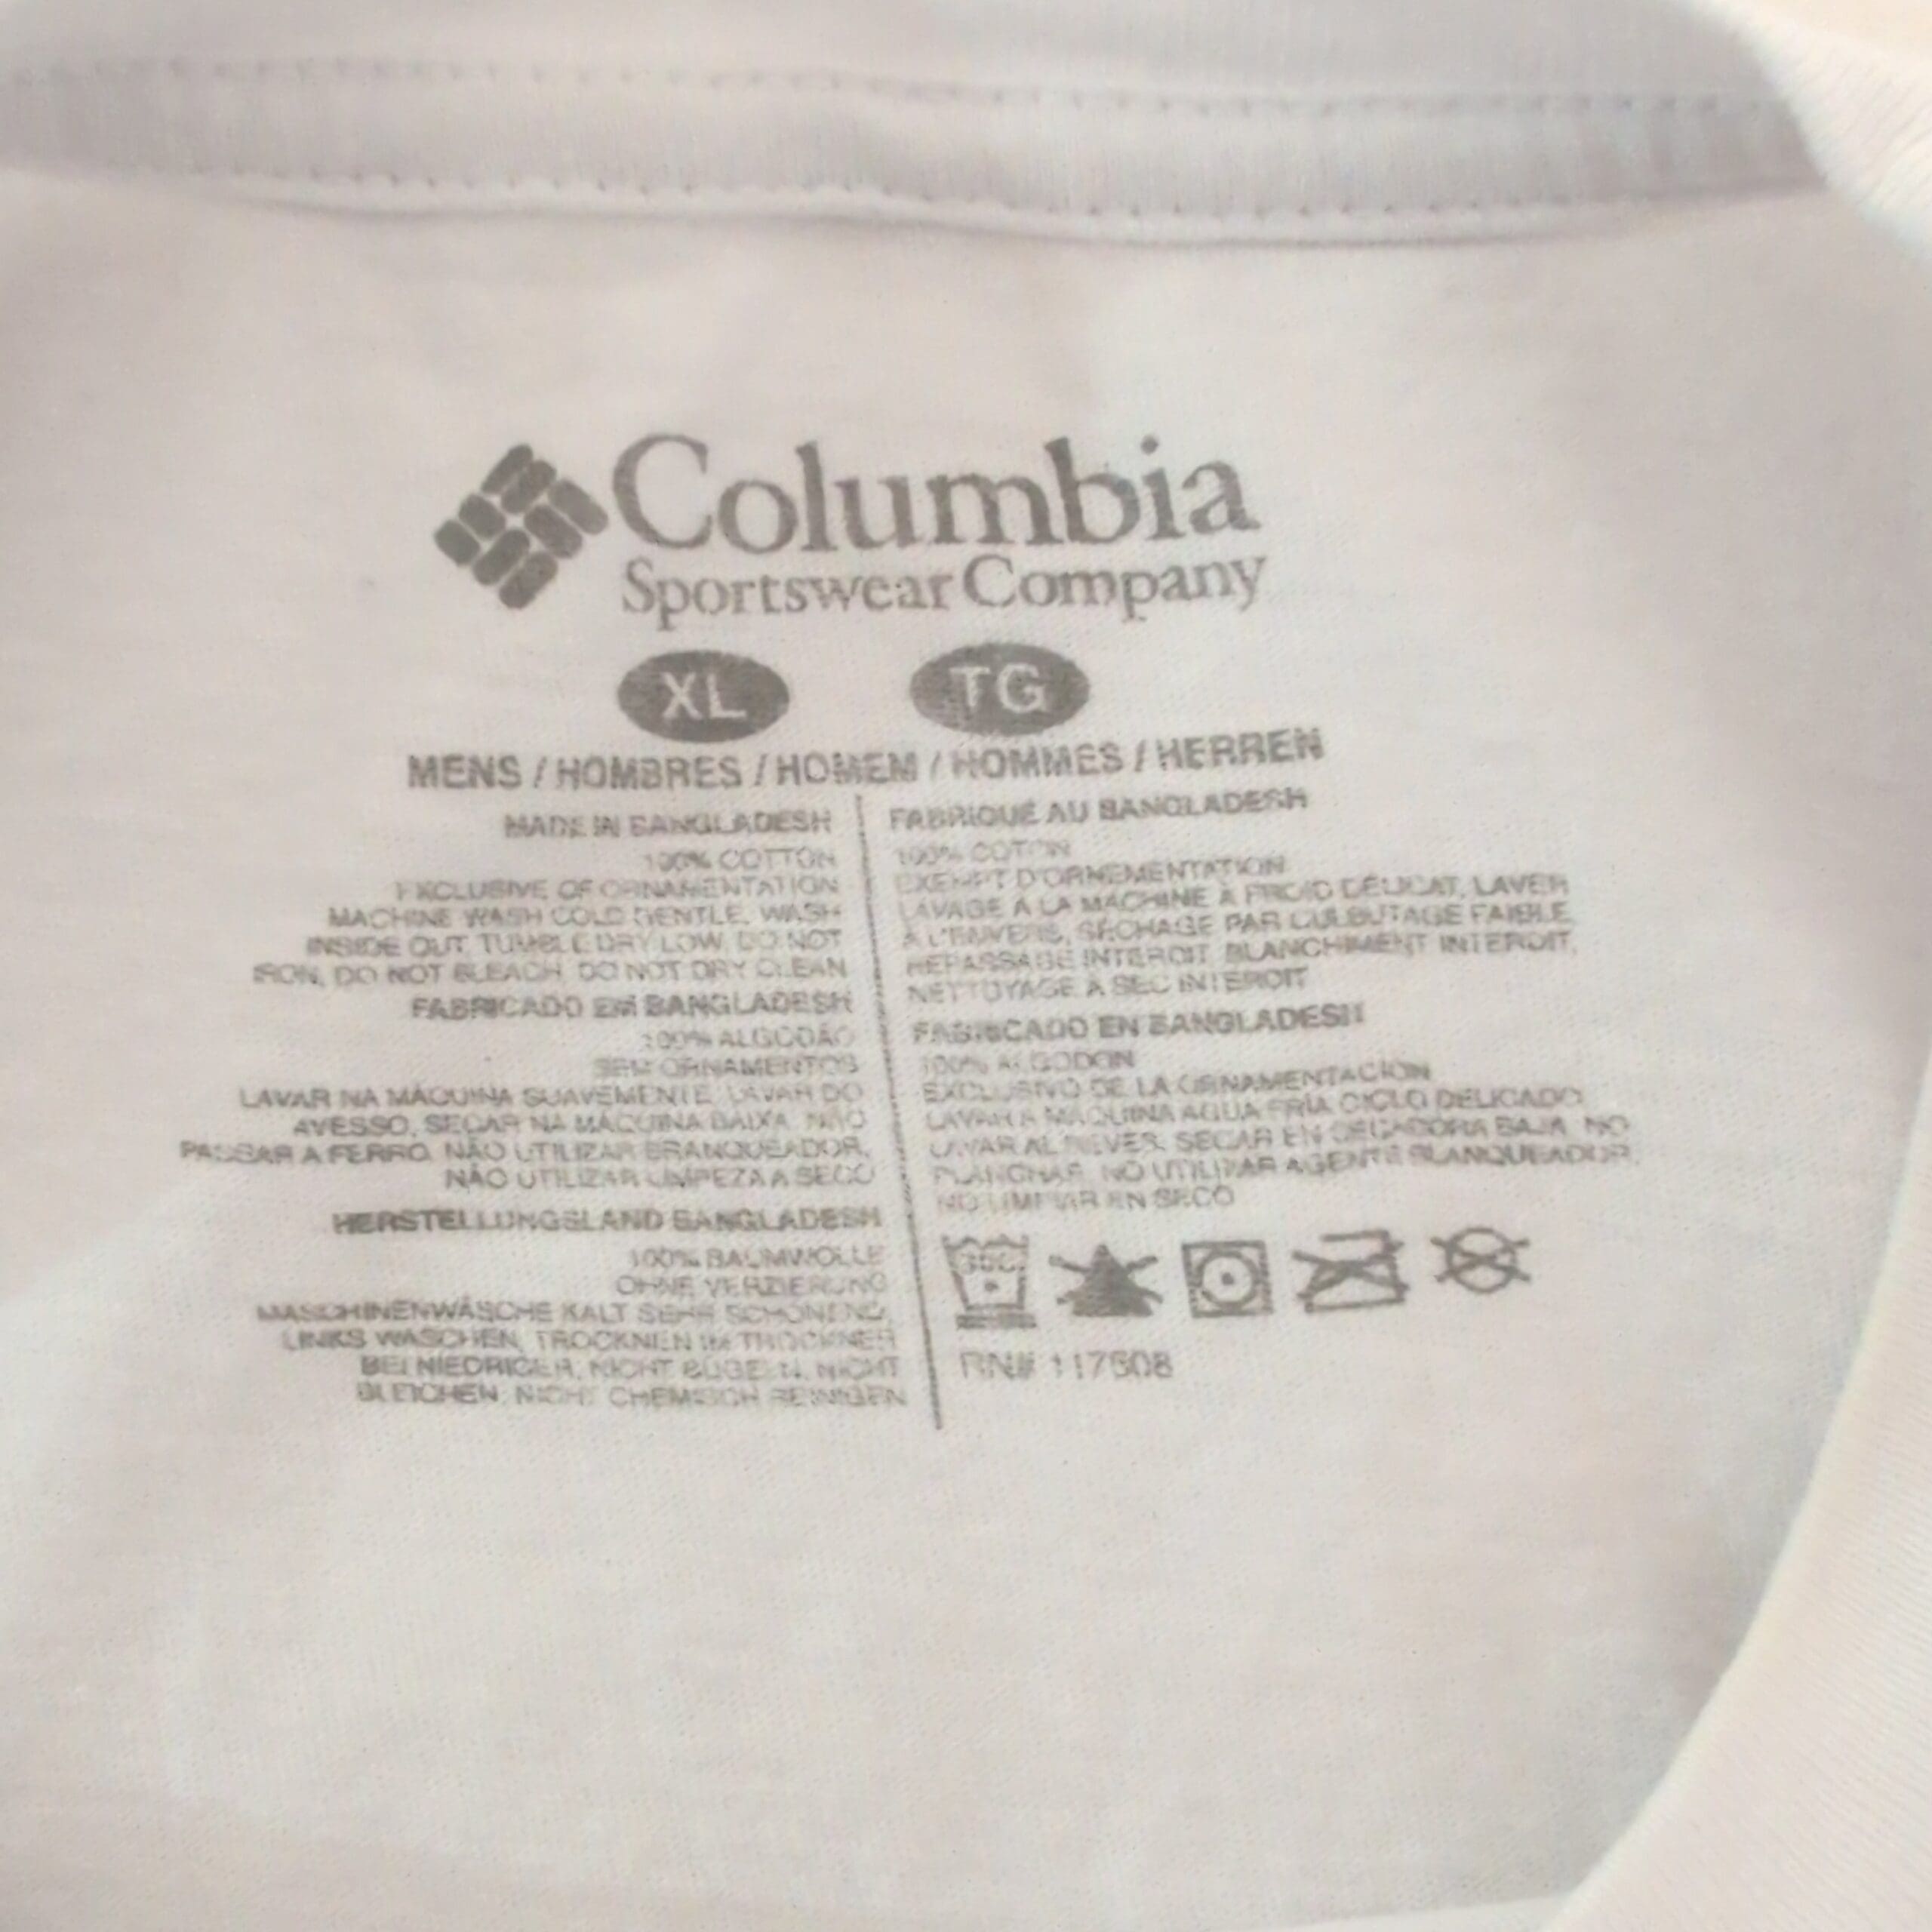 Columbia
Sportswear Company
XL TG
MENS / HOMBRES / HOMEM / HOMMES / HERREN
MADE IN BANGLADESH
100% COTTON
EXCLUSIVE OF ORNAMENTATION
MACHINE WASH COLD GENTLE, WASH
INSIDE OUT, TUMBLE DRY LOW, DO NOT
IRON, DO NOT BLEACH, DO NOT DRY CLEAN
FABRICADO EM BANGLADESH
100% ALGODÃO
SEM ORNAMENTOS
LAVAR NA MÁQUINA SUAVEMENTE, LAVAR DO
AVESSO, SECAR NA MÁQUINA BAIXA, NÃO
PASSAR A FERRO, NÃO UTILIZAR BRANQUEADOR,
NÃO UTILIZAR LIMPEZA A SECO
HERSTELLUNGSLAND BANGLADESH
100% BAUMWOLLE
OHNE VERZIERUNG
MASCHINENWÄSCHE KALT SEHR SCHONEND,
LINKS WASCHEN, TROCKNEN IM TROCKNER
BEI NIEDRIGER, NICHT BÜGELN, NICHT
BLEICHEN, NICHT CHEMISCH REINIGEN
FABRIQUÉ AU BANGLADESH
100% COTON
EXEMPT D'ORNEMENTATION
LAVAGE À LA MACHINE À FROID DÉLICAT, LAVER
À L'ENVERS, SÉCHAGE PAR CULBUTAGE FAIBLE,
REPASSAGE INTERDIT, BLANCHIMENT INTERDIT,
NETTOYAGE À SEC INTERDIT
FABRICADO EN BANGLADESH
100% ALGODON
EXCLUSIVO DE LA ORNAMENTACIÓN
LAVAR A MÁQUINA AGUA FRÍA CICLO DELICADO,
LAVAR AL REVÉS, SECAR EN SECADORA BAJA, NO
PLANCHAR, NO UTILIZAR AGENTE BLANQUEADOR,
NO LIMPIAR EN SECO
RN#